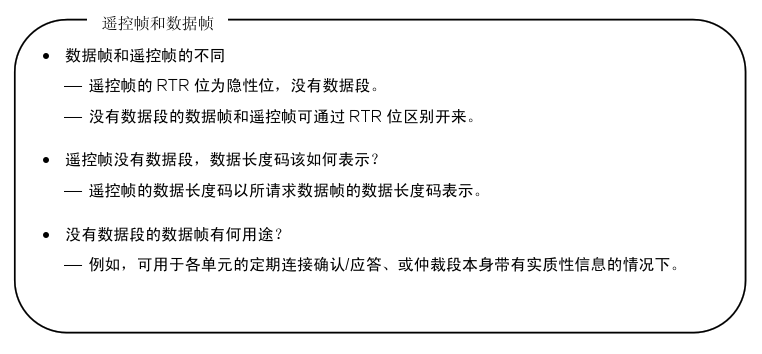 遥控帧和数据帧
● 数据帧和遥控帧的不同
— 遥控帧的 RTR 位为隐性位，没有数据段。
— 没有数据段的数据帧和遥控帧可通过 RTR 位区别开来。
● 遥控帧没有数据段，数据长度码该如何表示？
— 遥控帧的数据长度码以所请求数据帧的数据长度码表示。
● 没有数据段的数据帧有何用途？
— 例如，可用于各单元的定期连接确认/应答、或仲裁段本身带有实质性信息的情况下。